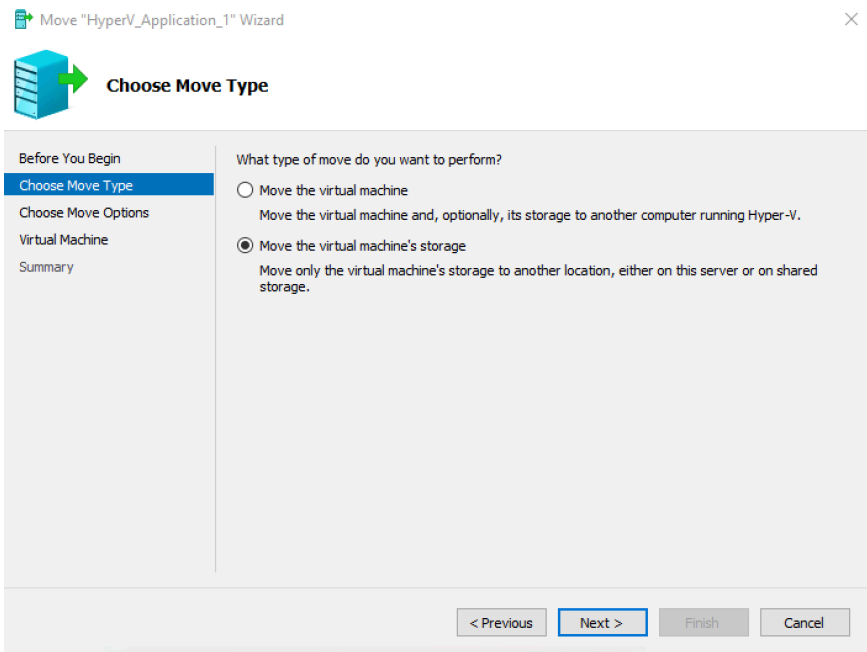 Move "HyperV_Application_1" Wizard
Choose Move Type
Before You Begin
Choose Move Type
Choose Move Options
Virtual Machine
Summary
What type of move do you want to perform?
Move the virtual machine
Move the virtual machine and, optionally, its storage to another computer running Hyper-V.
Move the virtual machine's storage
Move only the virtual machine's storage to another location, either on this server or on shared
storage.
< Previous
Next >
Finish
Cancel